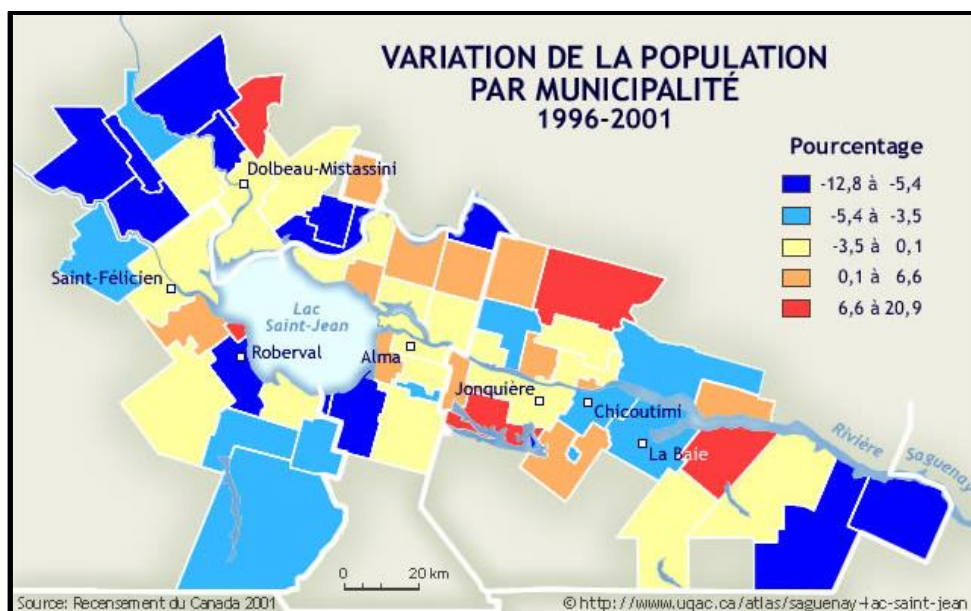 VARIATION DE LA POPULATION
PAR MUNICIPALITÉ
1996-2001
Pourcentage
-12,8 à -5,4
-5,4 à -3,5
-3,5 à 0,1
0,1 à 6,6
6,6 à 20,9
Dolbeau-Mistassini
Saint-Félicien
Lac
Saint-Jean
Roberval
Alma
Jonquière
Chicoutimi
La Baie
Rivière Saguenay
0 20 km
Source: Recensement du Canada 2001
© http://www.uqac.ca/atlas/saguenay-lac-saint-jean